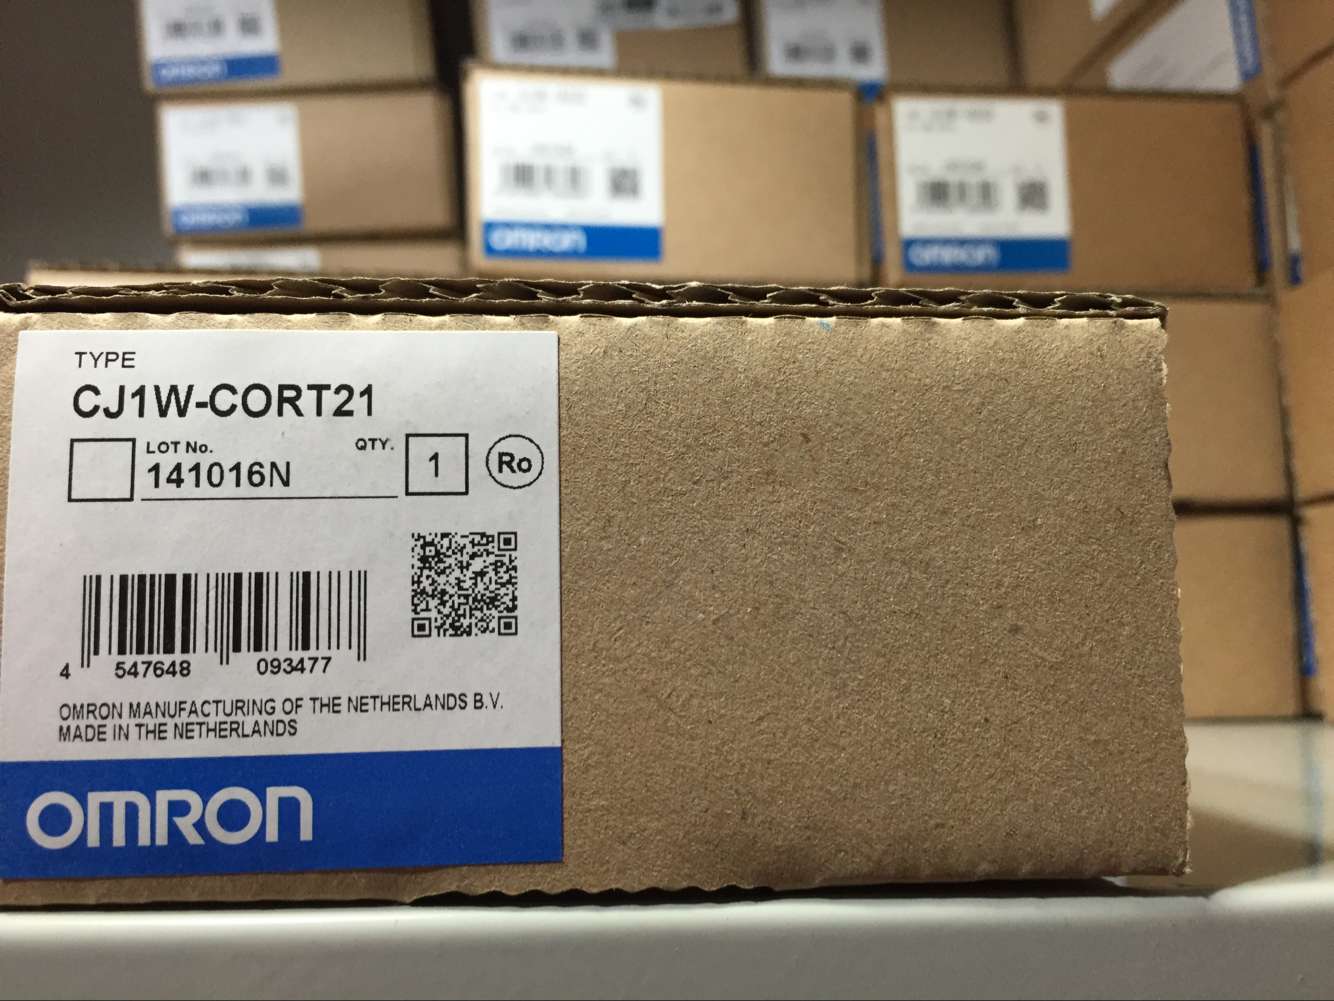 TYPE
CJ1W-CORT21
LOT No. QTY.
141016N 1 Ro
4 547648 093477
OMRON MANUFACTURING OF THE NETHERLANDS B.V.
MADE IN THE NETHERLANDS
OMRON
OMRON
OMRON
OMRON
OMRON